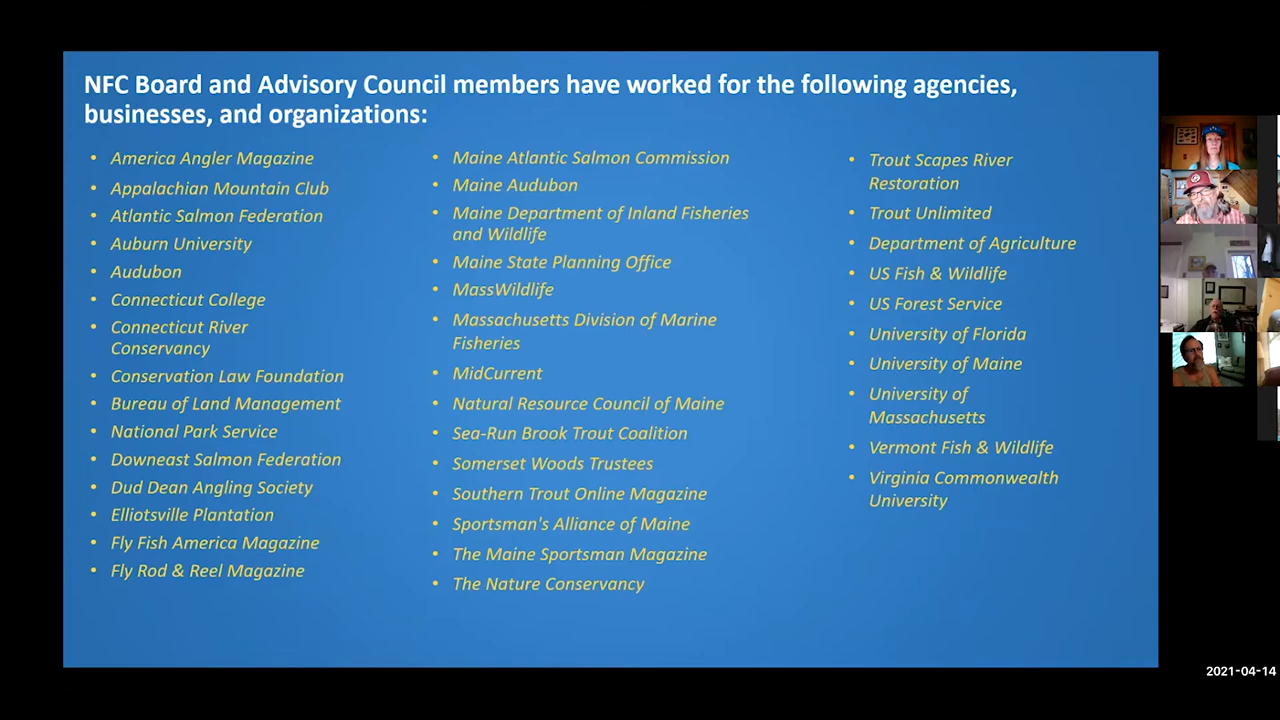 NFC Board and Advisory Council members have worked for the following agencies,
businesses, and organizations:
• America Angler Magazine
• Appalachian Mountain Club
• Atlantic Salmon Federation
• Auburn University
• Audubon
• Connecticut College
• Connecticut River
Conservancy
• Conservation Law Foundation
• Bureau of Land Management
• National Park Service
• Downeast Salmon Federation
• Dud Dean Angling Society
• Elliotsville Plantation
• Fly Fish America Magazine
• Fly Rod & Reel Magazine
• Maine Atlantic Salmon Commission
• Maine Audubon
• Maine Department of Inland Fisheries
and Wildlife
• Maine State Planning Office
• MassWildlife
• Massachusetts Division of Marine
Fisheries
• MidCurrent
• Natural Resource Council of Maine
• Sea-Run Brook Trout Coalition
• Somerset Woods Trustees
• Southern Trout Online Magazine
• Sportsman's Alliance of Maine
• The Maine Sportsman Magazine
• The Nature Conservancy
• Trout Scapes River
Restoration
• Trout Unlimited
• Department of Agriculture
• US Fish & Wildlife
• US Forest Service
• University of Florida
• University of Maine
• University of
Massachusetts
• Vermont Fish & Wildlife
• Virginia Commonwealth
University
2021-04-14